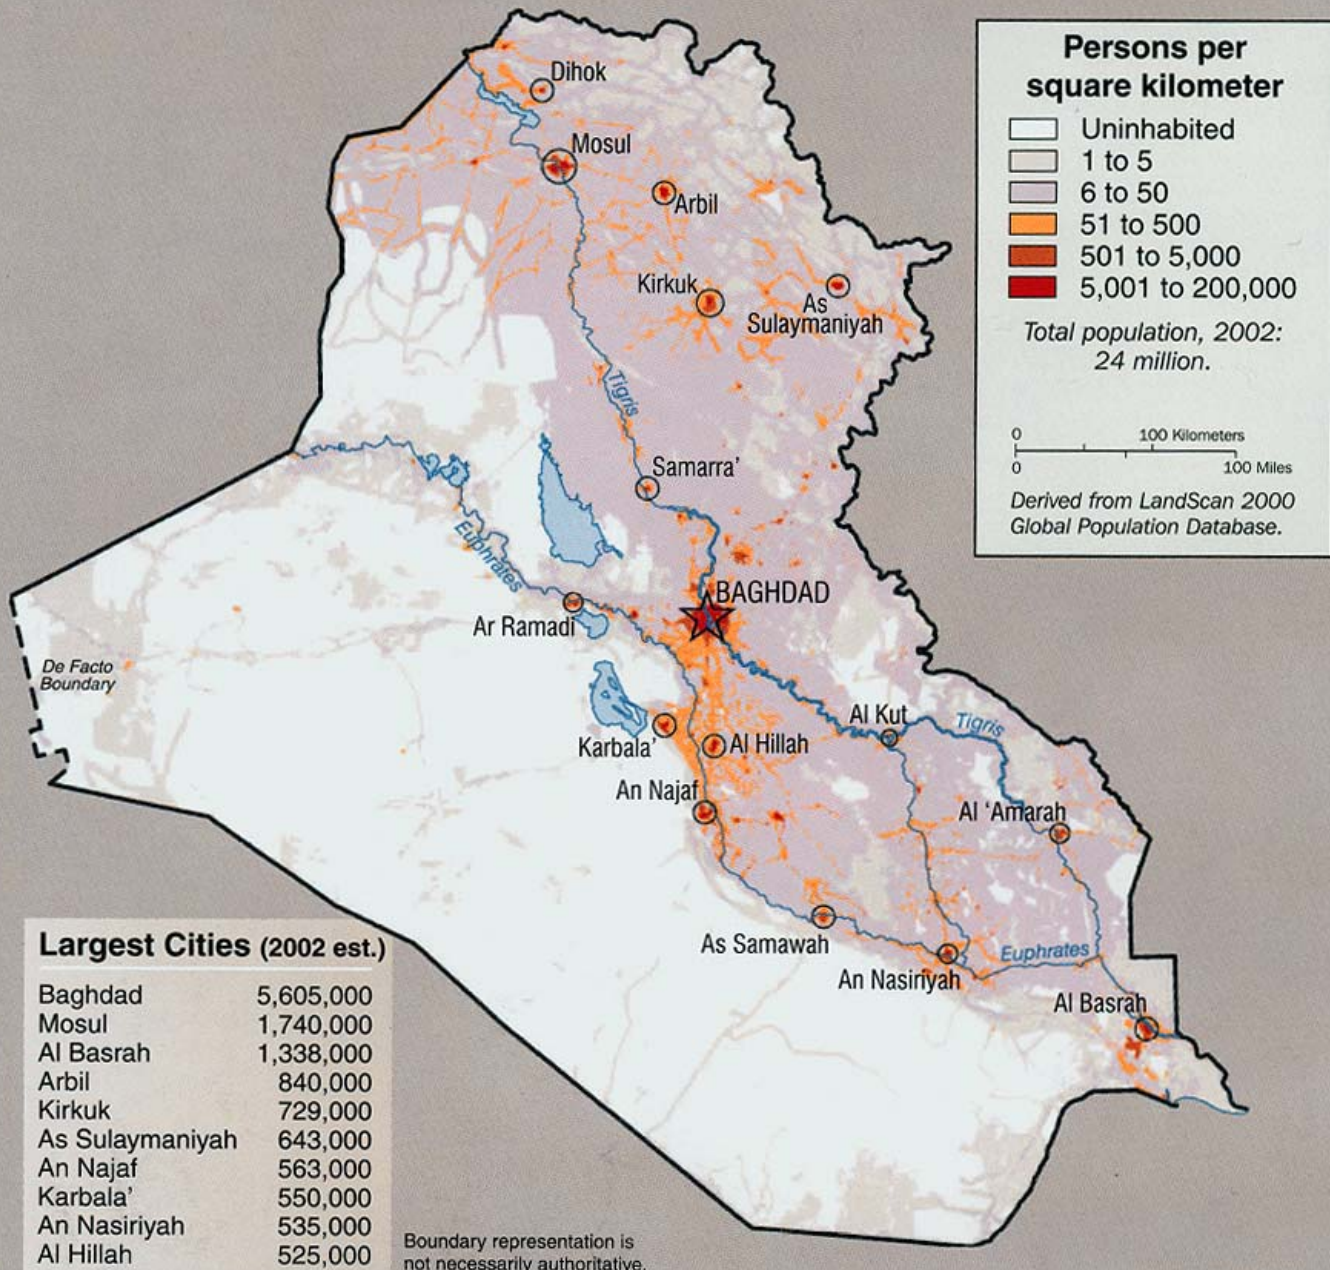 Dihok
Mosul
Arbil
Kirkuk
As
Sulaymaniyah
Tigris
Samarra’
Euphrates
BAGHDAD
Ar Ramadi
De Facto
Boundary
Al Kut
Tigris
Karbala’
Al Hillah
An Najaf
Al ‘Amarah
As Samawah
Euphrates
An Nasiriyah
Al Basrah
Persons per
square kilometer
Uninhabited
1 to 5
6 to 50
51 to 500
501 to 5,000
5,001 to 200,000
Total population, 2002:
24 million.
0 100 Kilometers
0 100 Miles
Derived from LandScan 2000
Global Population Database.
Largest Cities (2002 est.)
Baghdad 5,605,000
Mosul 1,740,000
Al Basrah 1,338,000
Arbil 840,000
Kirkuk 729,000
As Sulaymaniyah 643,000
An Najaf 563,000
Karbala’ 550,000
An Nasiriyah 535,000
Al Hillah 525,000
Boundary representation is
not necessarily authoritative.